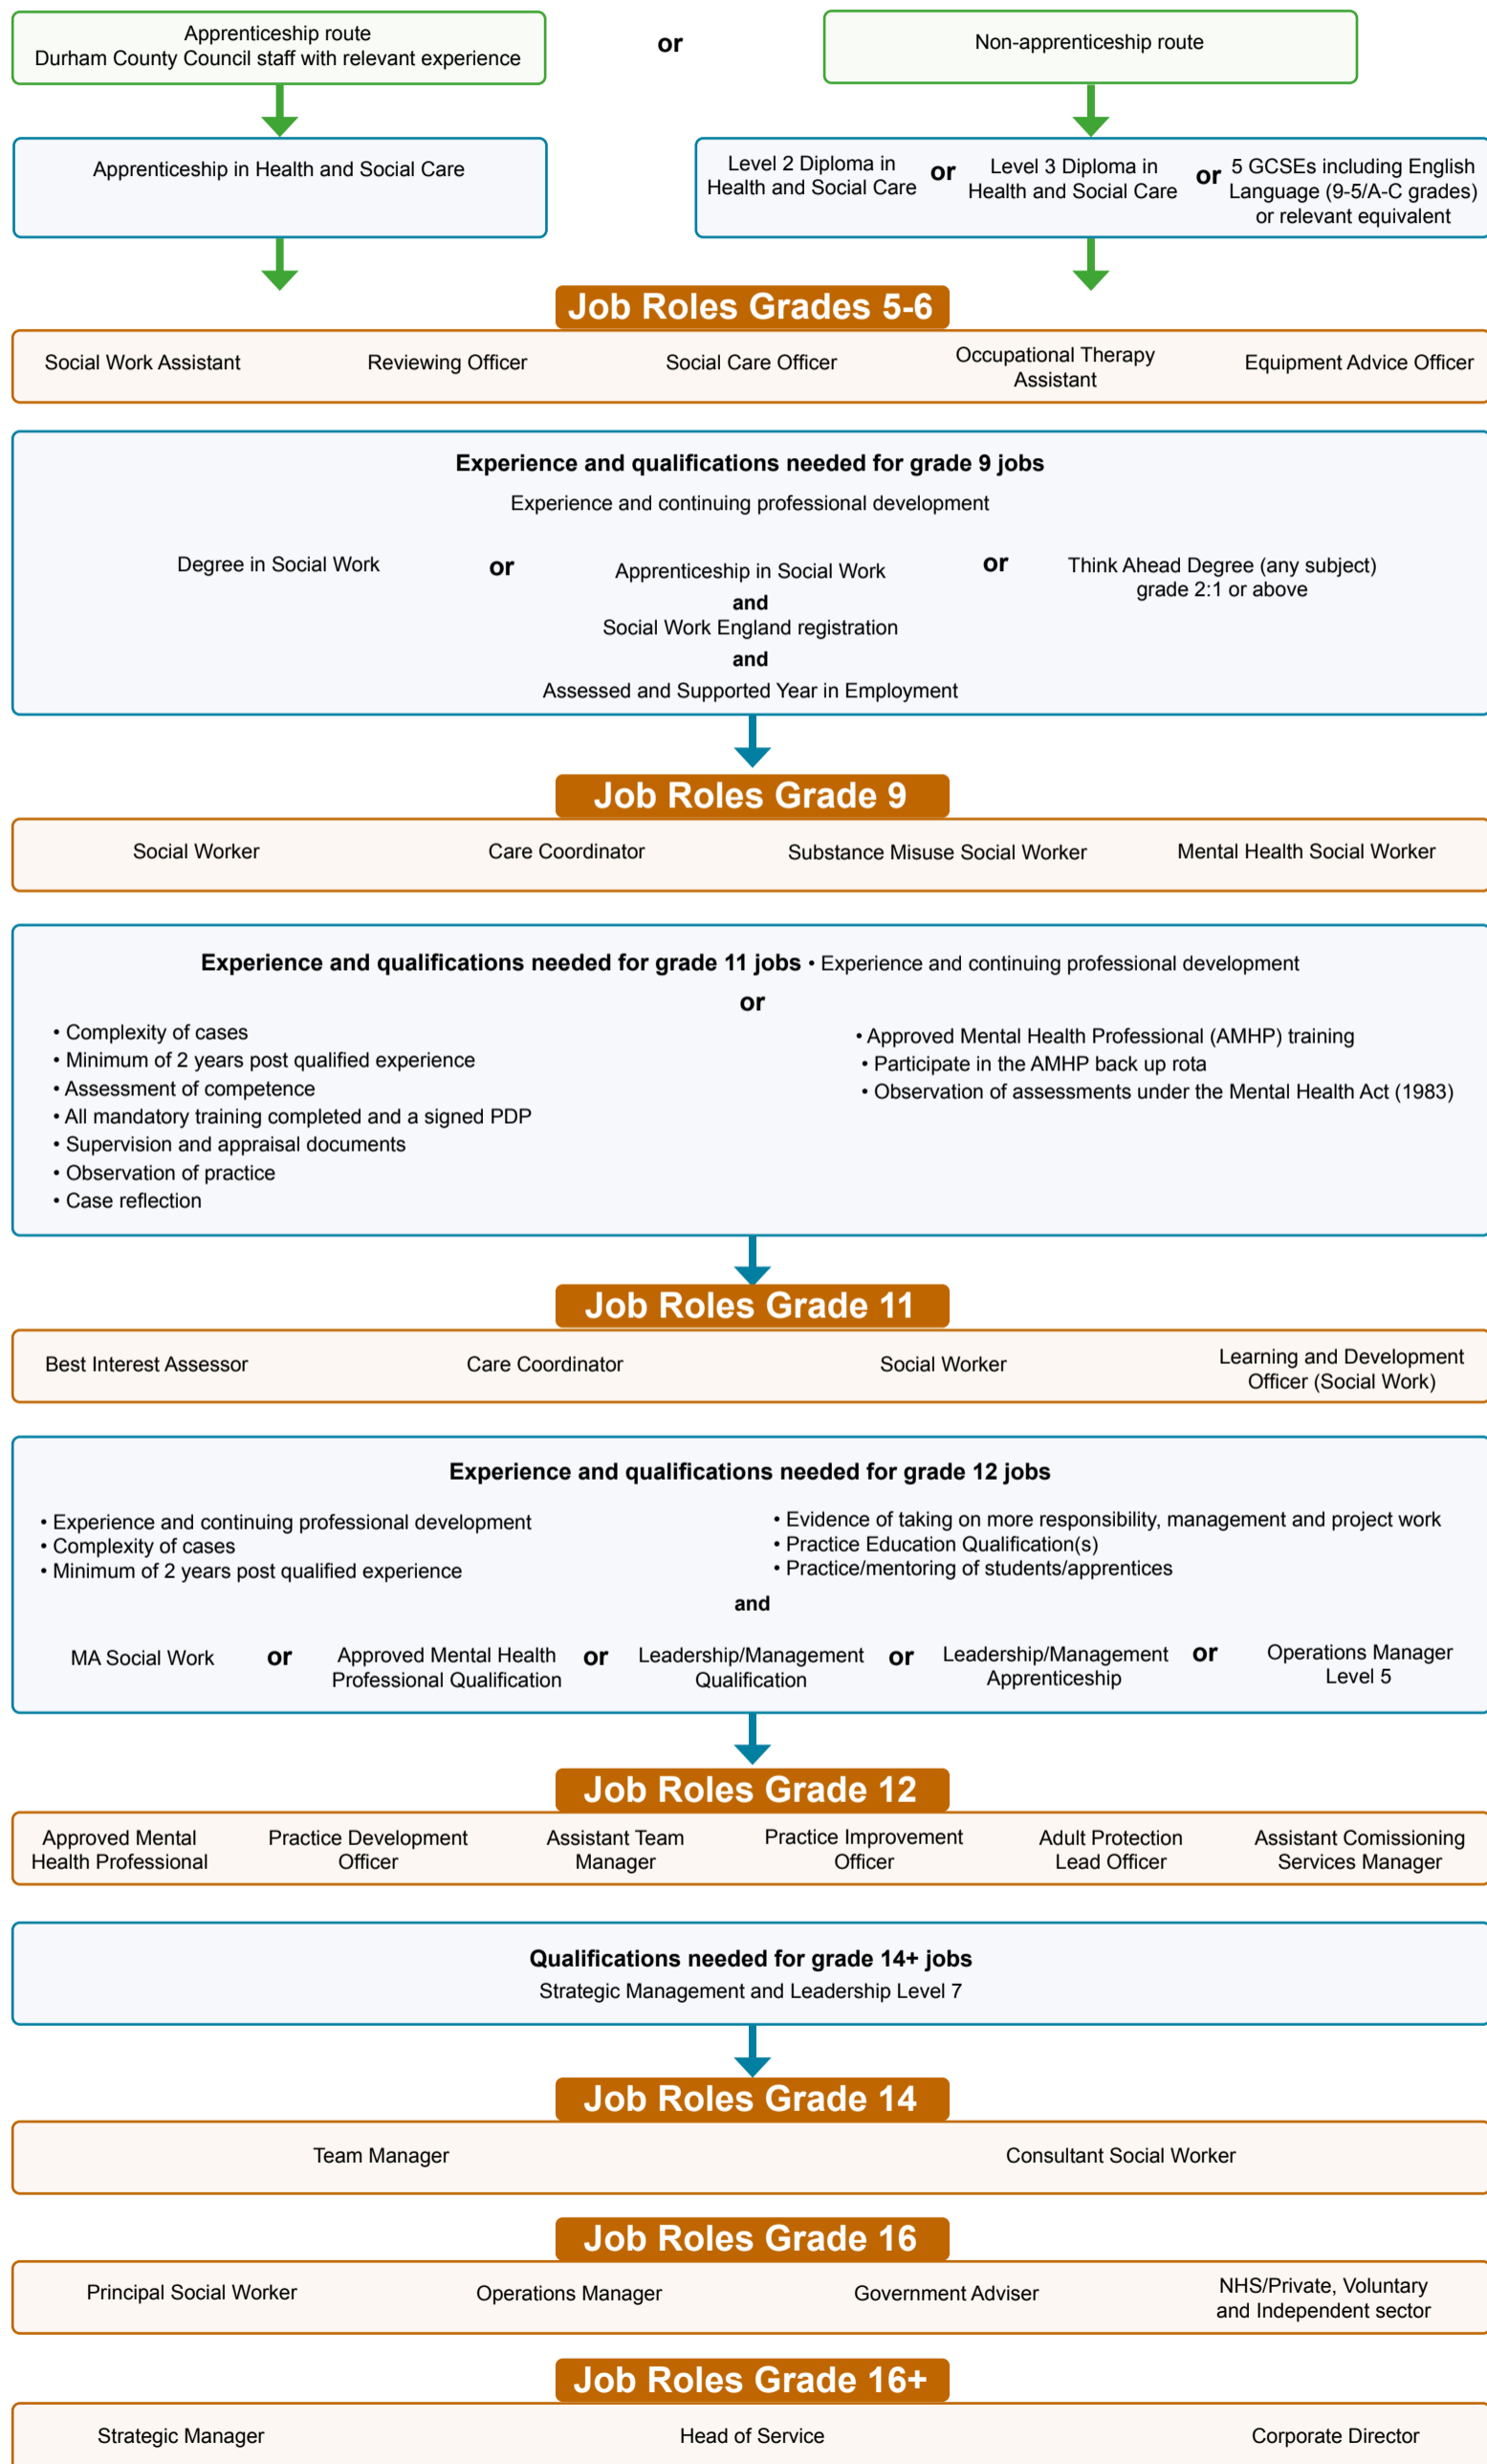 Apprenticeship route
Durham County Council staff with relevant experience
or
Non-apprenticeship route
Apprenticeship in Health and Social Care
Level 2 Diploma in
Health and Social Care
or
Level 3 Diploma in
Health and Social Care
or
5 GCSEs including English
Language (9-5/A-C grades)
or relevant equivalent
Job Roles Grades 5-6
Social Work Assistant
Reviewing Officer
Social Care Officer
Occupational Therapy
Assistant
Equipment Advice Officer
Experience and qualifications needed for grade 9 jobs
Experience and continuing professional development
Degree in Social Work
or
Apprenticeship in Social Work
or
Think Ahead Degree (any subject)
grade 2:1 or above
and
Social Work England registration
and
Assessed and Supported Year in Employment
Job Roles Grade 9
Social Worker
Care Coordinator
Substance Misuse Social Worker
Mental Health Social Worker
Experience and qualifications needed for grade 11 jobs • Experience and continuing professional development
or
• Complexity of cases
• Minimum of 2 years post qualified experience
• Assessment of competence
• All mandatory training completed and a signed PDP
• Supervision and appraisal documents
• Observation of practice
• Case reflection
• Approved Mental Health Professional (AMHP) training
• Participate in the AMHP back up rota
• Observation of assessments under the Mental Health Act (1983)
Job Roles Grade 11
Best Interest Assessor
Care Coordinator
Social Worker
Learning and Development
Officer (Social Work)
Experience and qualifications needed for grade 12 jobs
• Experience and continuing professional development
• Complexity of cases
• Minimum of 2 years post qualified experience
• Evidence of taking on more responsibility, management and project work
• Practice Education Qualification(s)
• Practice/mentoring of students/apprentices
and
MA Social Work
or
Approved Mental Health
Professional Qualification
or
Leadership/Management
Qualification
or
Leadership/Management
Apprenticeship
or
Operations Manager
Level 5
Job Roles Grade 12
Approved Mental
Health Professional
Practice Development
Officer
Assistant Team
Manager
Practice Improvement
Officer
Adult Protection
Lead Officer
Assistant Comissioning
Services Manager
Qualifications needed for grade 14+ jobs
Strategic Management and Leadership Level 7
Job Roles Grade 14
Team Manager
Consultant Social Worker
Job Roles Grade 16
Principal Social Worker
Operations Manager
Government Adviser
NHS/Private, Voluntary
and Independent sector
Job Roles Grade 16+
Strategic Manager
Head of Service
Corporate Director